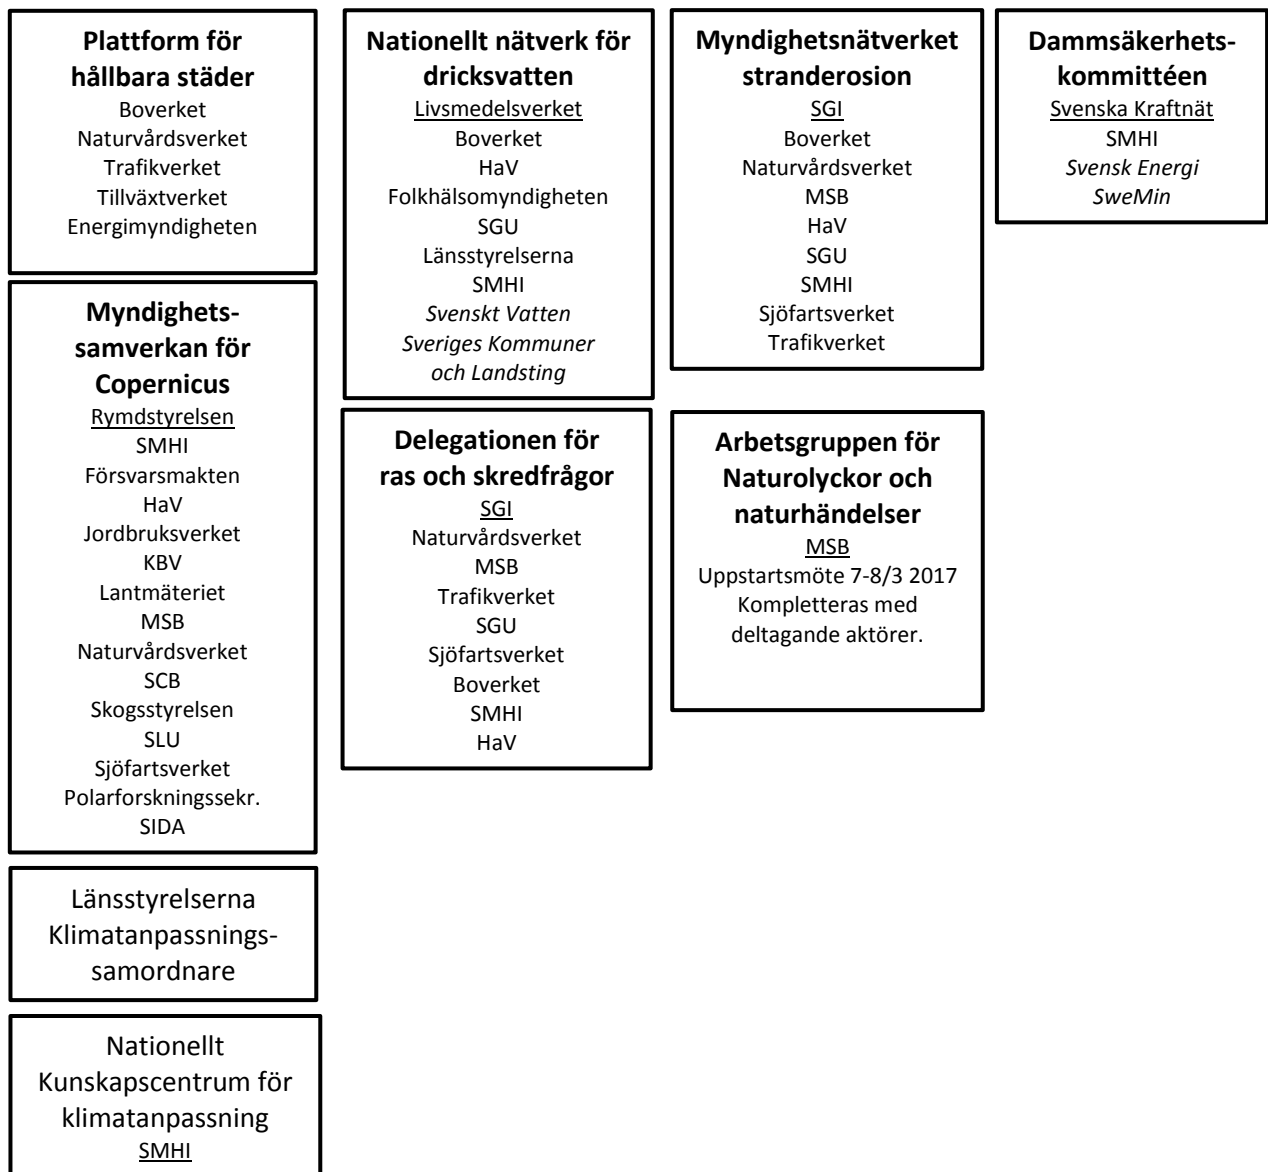 Plattform för
hållbara städer
Boverket
Naturvårdsverket
Trafikverket
Tillväxtverket
Energimyndigheten
Myndighets-
samverkan för
Copernicus
Rymdstyrelsen
SMHI
Försvarsmakten
HaV
Jordbruksverket
KBV
Lantmäteriet
MSB
Naturvårdsverket
SCB
Skogsstyrelsen
SLU
Sjöfartsverket
Polarforskningssekr.
SIDA
Länsstyrelserna
Klimatanpassnings-
samordnare
Nationellt
Kunskapscentrum för
klimatanpassning
SMHI
Nationellt nätverk för
dricksvatten
Livsmedelsverket
Boverket
HaV
Folkhälsomyndigheten
SGU
Länsstyrelserna
SMHI
Svenskt Vatten
Sveriges Kommuner
och Landsting
Delegationen för
ras och skredfrågor
SGI
Naturvårdsverket
MSB
Trafikverket
SGU
Sjöfartsverket
Boverket
SMHI
HaV
Myndighetsnätverket
stranderosion
SGI
Boverket
Naturvårdsverket
MSB
HaV
SGU
SMHI
Sjöfartsverket
Trafikverket
Arbetsgruppen för
Naturolyckor och
naturhändelser
MSB
Uppstartsmöte 7-8/3 2017
Kompletteras med
deltagande aktörer.
Dammsäkerhets-
kommittéen
Svenska Kraftnät
SMHI
Svensk Energi
SweMin